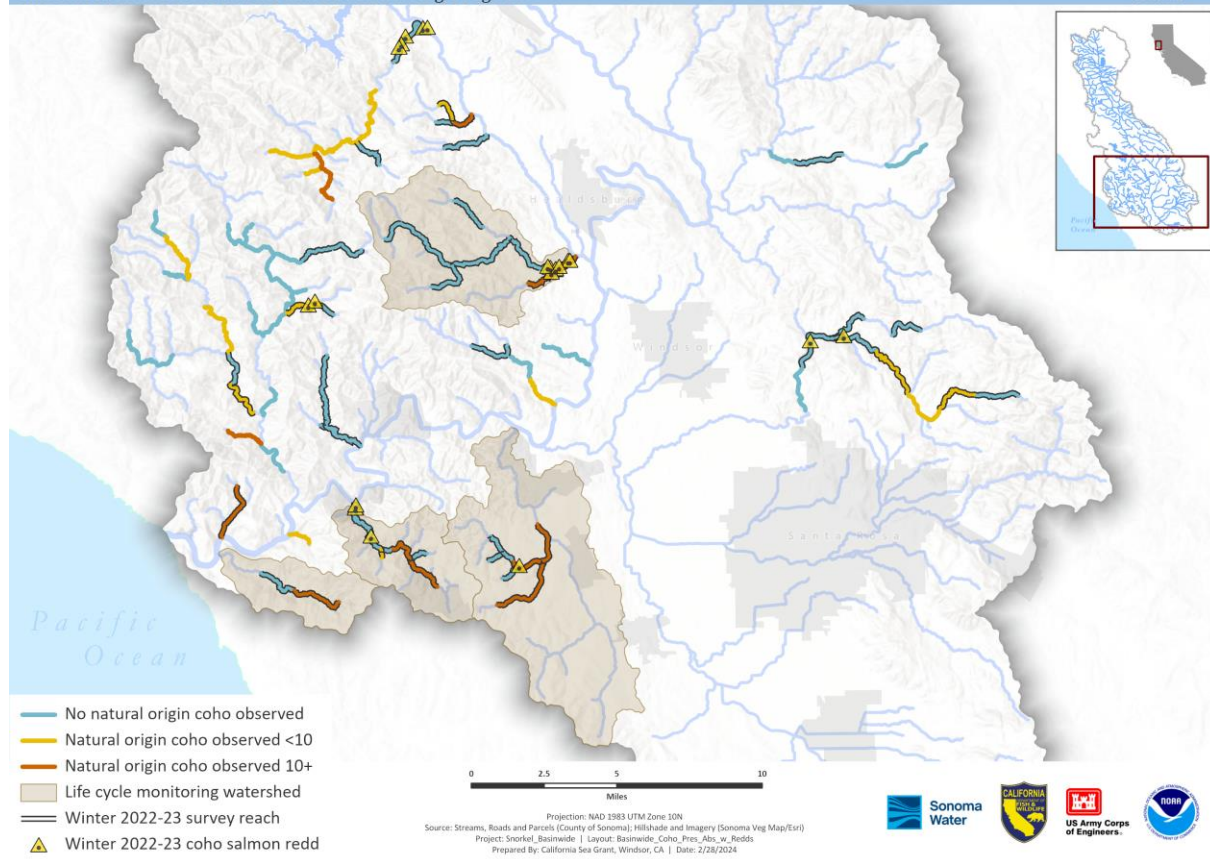 Healdsburg
Windsor
Santa Rosa
Pacific
Ocean
Pacific
Ocean
No natural origin coho observed
Natural origin coho observed <10
Natural origin coho observed 10+
Life cycle monitoring watershed
Winter 2022-23 survey reach
Winter 2022-23 coho salmon redd
0 2.5 5 10
Miles
Projection: NAD 1983 UTM Zone 10N
Source: Streams, Roads and Parcels (County of Sonoma); Hillshade and Imagery (Sonoma Veg Map/Esri)
Project: Snorkel_Basinwide | Layout: Basinwide_Coho_Pres_Abs_w_Redds
Prepared By: California Sea Grant, Windsor, CA | Date: 2/28/2024
Sonoma
Water
CALIFORNIA
FISH &
WILDLIFE
US Army Corps
of Engineers®
NOAA